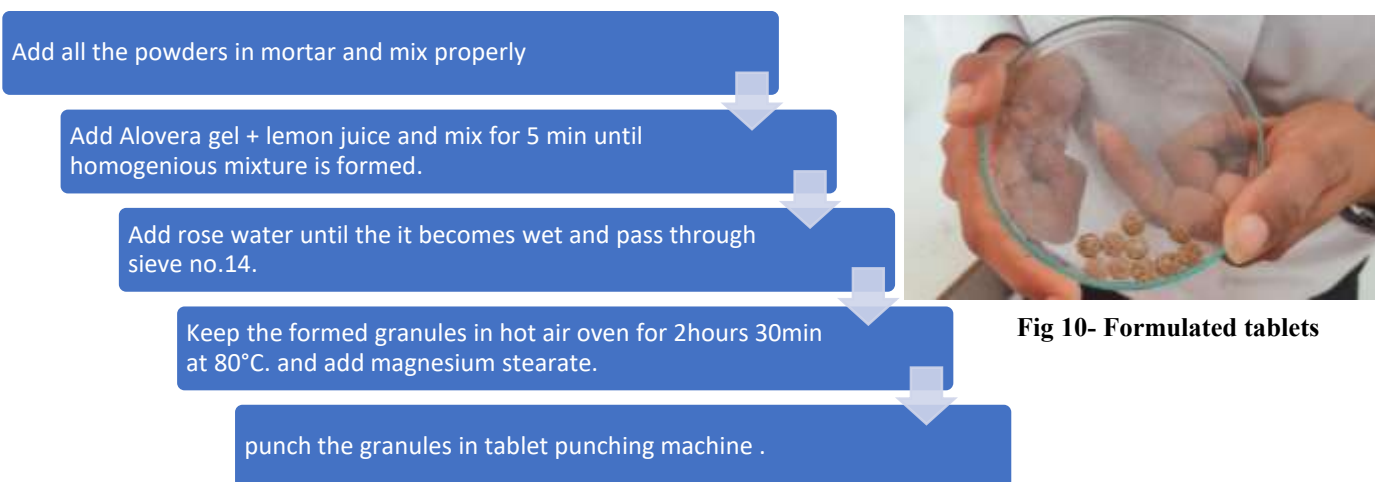 Add all the powders in mortar and mix properly
Add Alovera gel + lemon juice and mix for 5 min until
homogenious mixture is formed.
Add rose water until the it becomes wet and pass through
sieve no.14.
Keep the formed granules in hot air oven for 2hours 30min
at 80°C. and add magnesium stearate.
punch the granules in tablet punching machine .
Fig 10- Formulated tablets